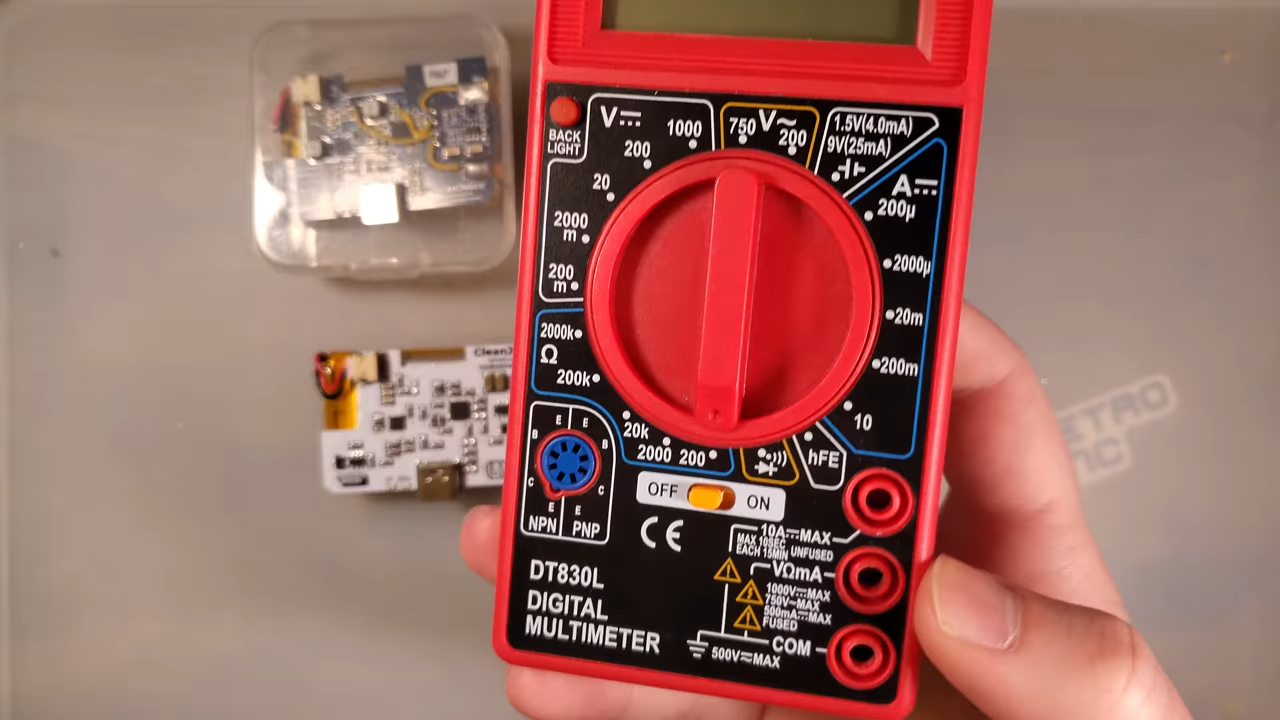 V⎓
1000
750 V~ 200
1.5V(4.0mA)
9V(25mA)
BACK
LIGHT
200
20
2000
m
200
m
A⎓
200µ
2000µ
20m
200m
10
2000k
Ω
200k
20k
2000 200
hFE
E E
B B
C C
E E
NPN PNP
OFF ON
CE
10A⎓MAX
MAX 10SEC
EACH 15MIN UNFUSED
VΩmA
1000V⎓MAX
750V~MAX
500mA⎓MAX
FUSED
COM
500V⎓MAX
DT830L
DIGITAL
MULTIMETER
Clean3